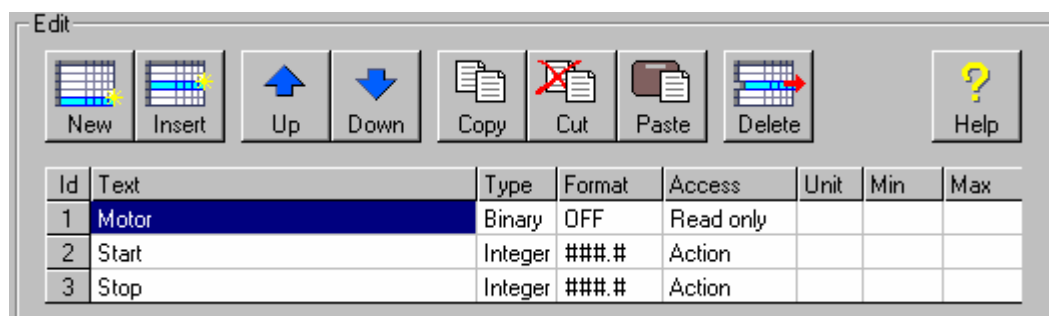 Edit
New Insert Up Down Copy Cut Paste Delete Help
Id Text Type Format Access Unit Min Max
1 Motor Binary OFF Read only
2 Start Integer ###.# Action
3 Stop Integer ###.# Action